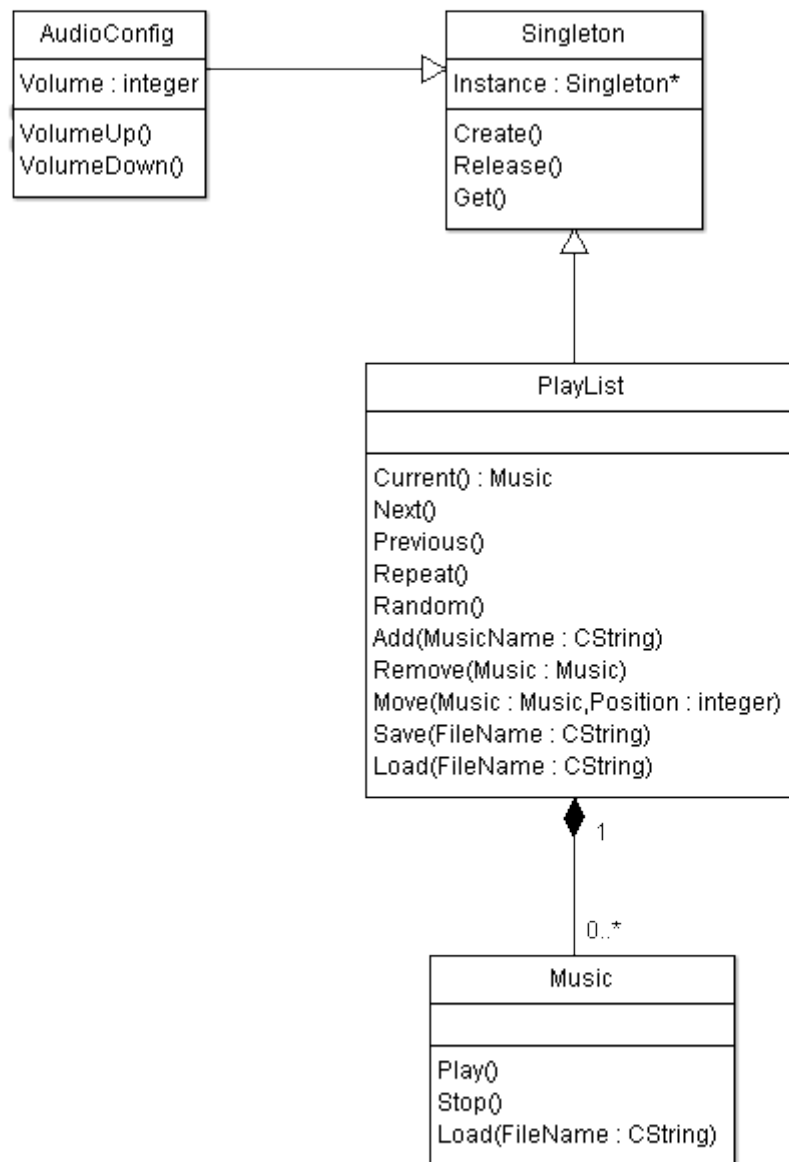 AudioConfig
Volume : integer
VolumeUp()
VolumeDown()
Singleton
Instance : Singleton*
Create()
Release()
Get()
PlayList
Current() : Music
Next()
Previous()
Repeat()
Random()
Add(MusicName : CString)
Remove(Music : Music)
Move(Music : Music,Position : integer)
Save(FileName : CString)
Load(FileName : CString)
1
0..*
Music
Play()
Stop()
Load(FileName : CString)